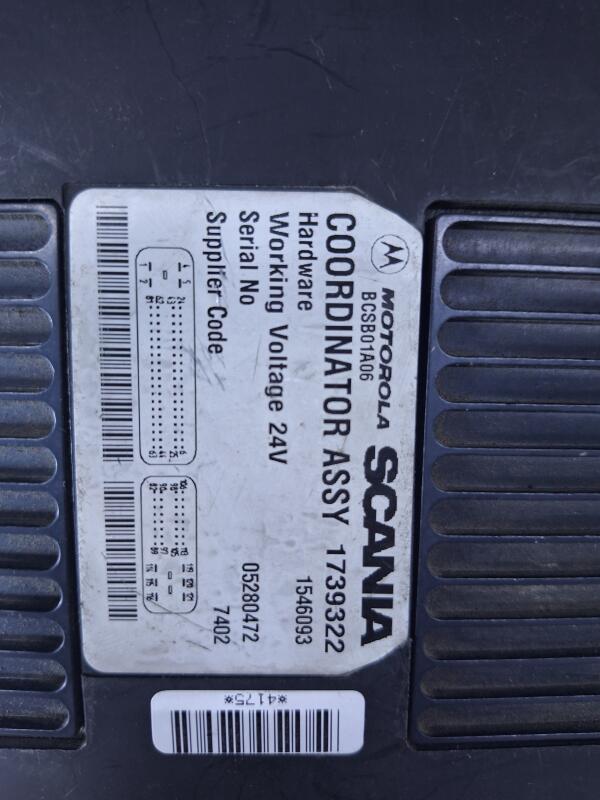 MOTOROLA SCANIA
BCSB01A06
COORDINATOR ASSY 1739322
Hardware 1546093
Working Voltage 24V
Serial No 05280472
Supplier Code 7402
*4175*